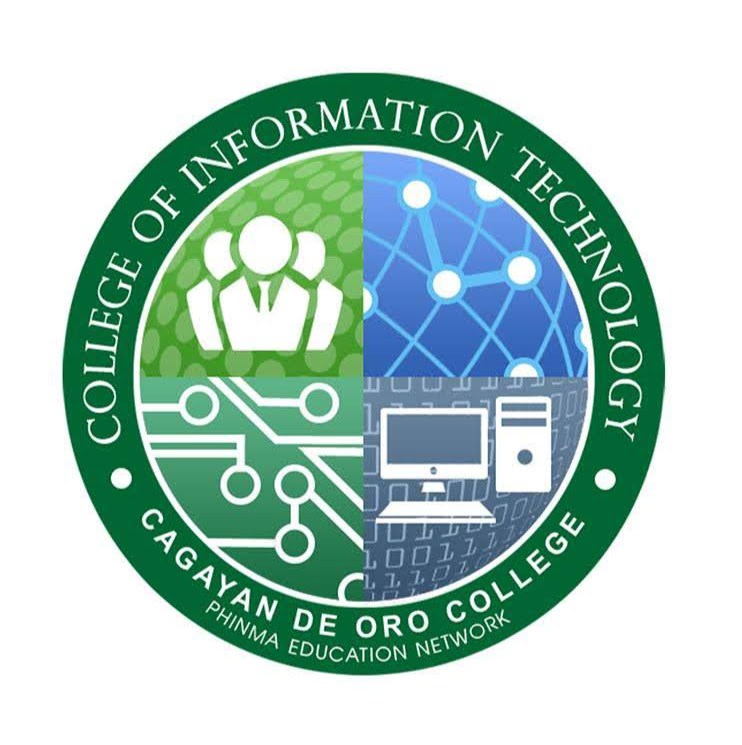 COLLEGE OF INFORMATION TECHNOLOGY
CAGAYAN DE ORO COLLEGE
PHINMA EDUCATION NETWORK